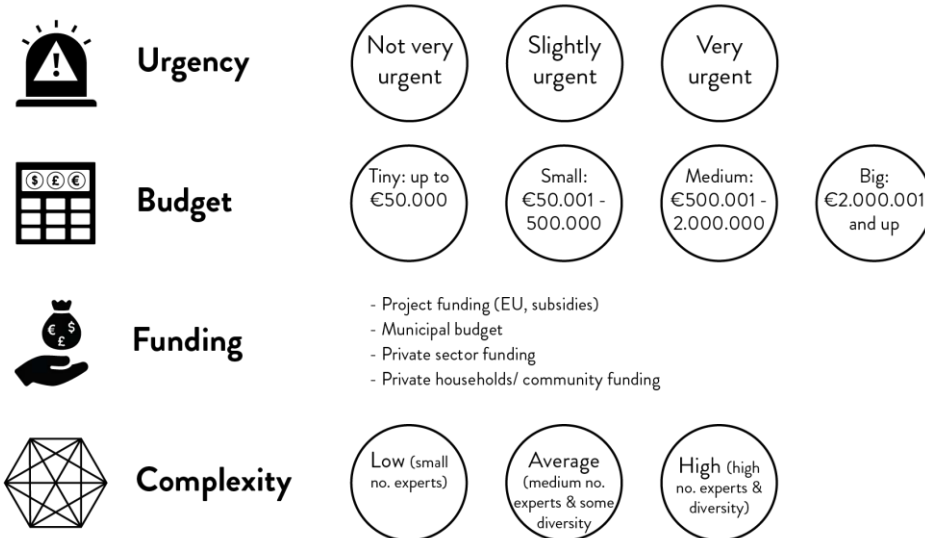 Urgency
Not very
urgent
Slightly
urgent
Very
urgent
$ £ €
Budget
Tiny: up to
€50.000
Small:
€50.001 -
500.000
Medium:
€500.001 -
2.000.000
Big:
€2.000.001
and up
€ $
£
Funding
- Project funding (EU, subsidies)
- Municipal budget
- Private sector funding
- Private households/ community funding
Complexity
Low (small
no. experts)
Average
(medium no.
experts & some
diversity
High (high
no. experts &
diversity)